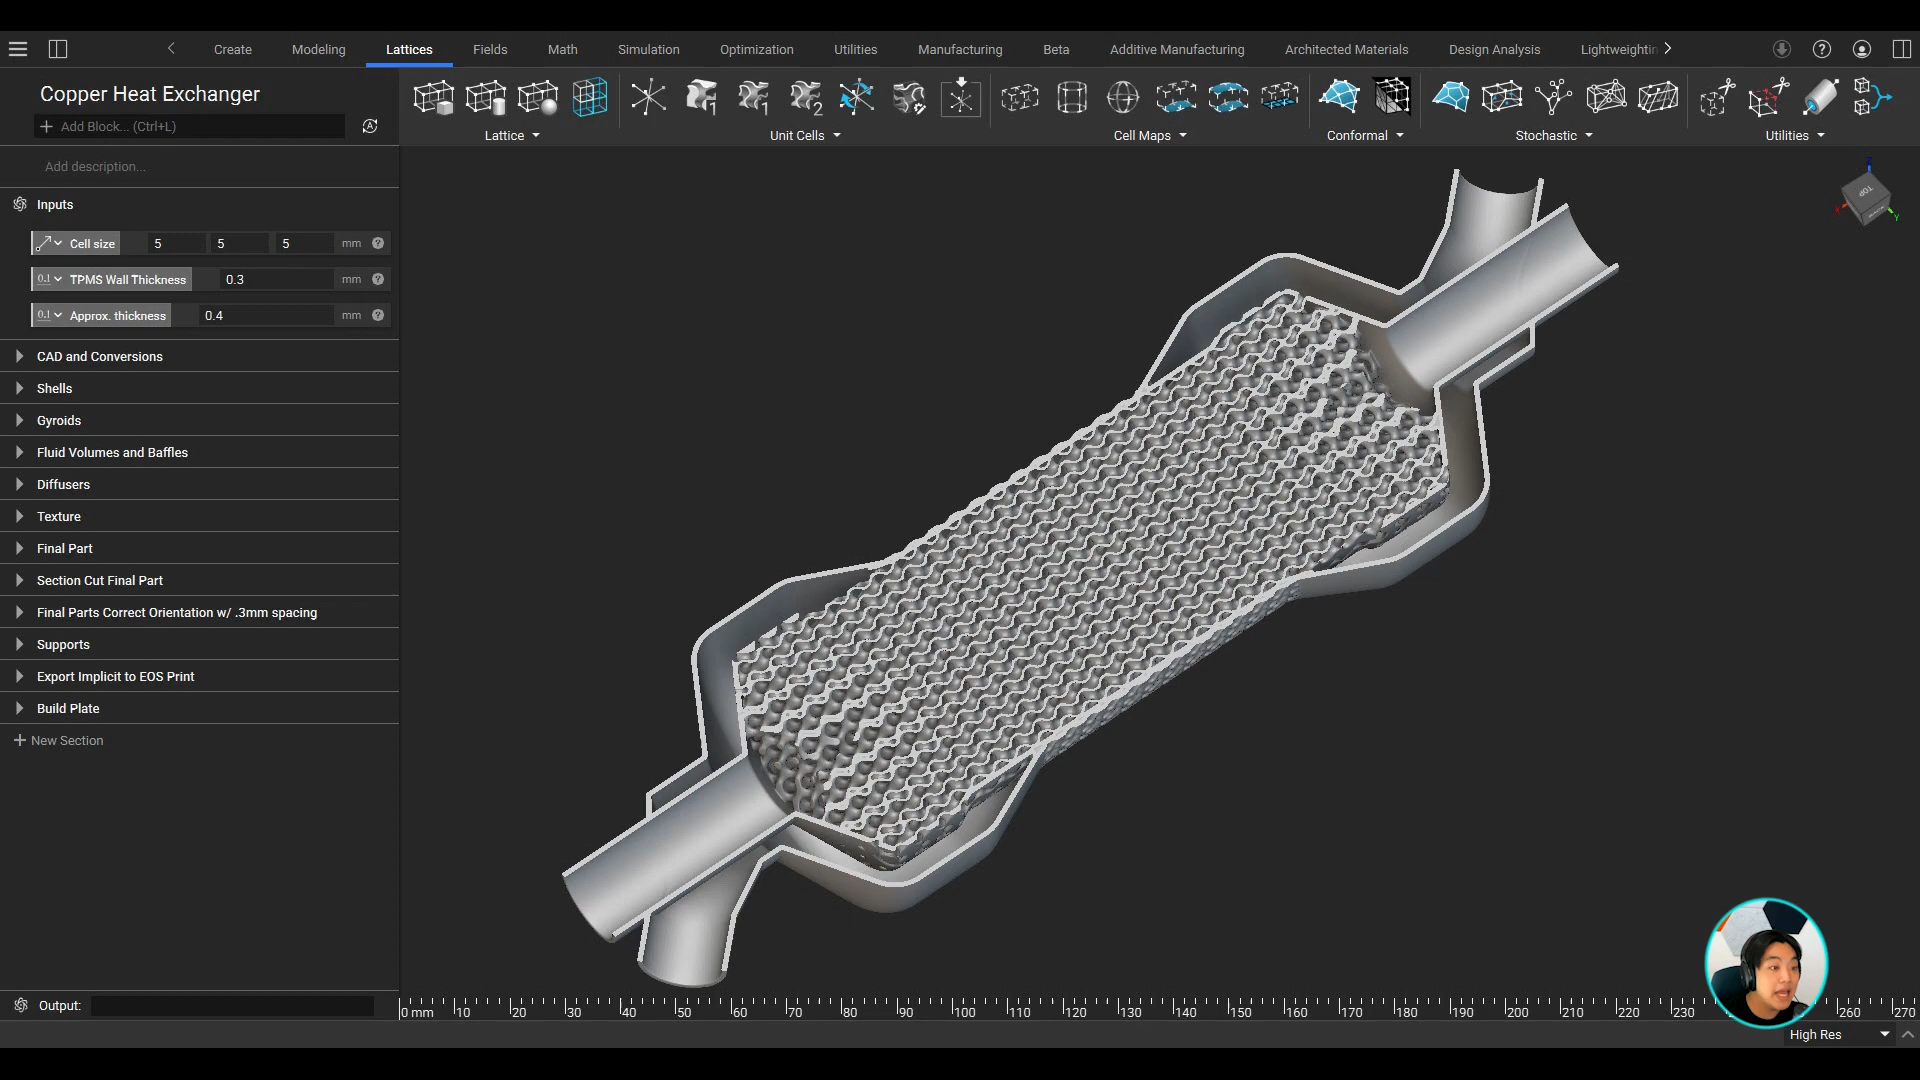 Create Modeling Lattices Fields Math Simulation Optimization Utilities Manufacturing Beta Additive Manufacturing Architected Materials Design Analysis Lightweightin
Copper Heat Exchanger
Add Block... (Ctrl+L)
Lattice Unit Cells Cell Maps Conformal Stochastic Utilities
Add description...
TOP
Inputs
X Y Z
Cell size 5 5 5 mm ?
0.1 TPMS Wall Thickness 0.3 mm ?
0.1 Approx. thickness 0.4 mm ?
CAD and Conversions
Shells
Gyroids
Fluid Volumes and Baffles
Diffusers
Texture
Final Part
Section Cut Final Part
Final Parts Correct Orientation w/ .3mm spacing
Supports
Export Implicit to EOS Print
Build Plate
New Section
Output:
0 mm 10 20 30 40 50 60 70 80 90 100 110 120 130 140 150 160 170 180 190 200 210 220 230 260 270
High Res